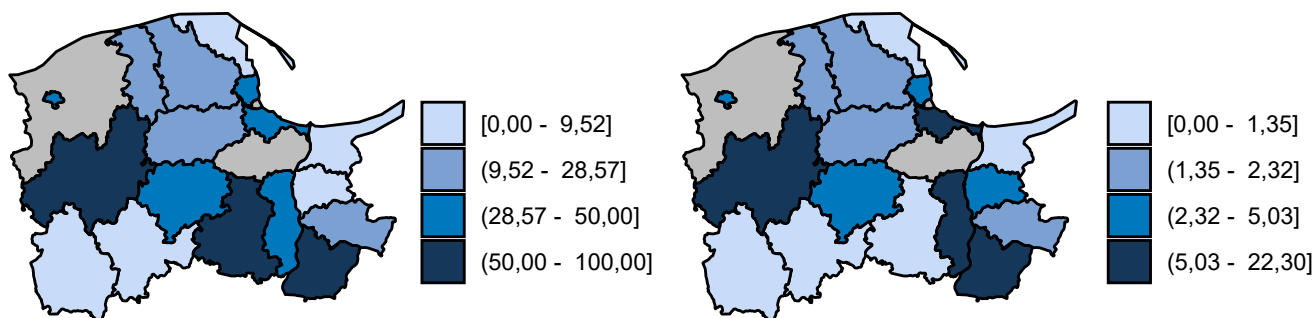 [0,00 - 9,52]
(9,52 - 28,57]
(28,57 - 50,00]
(50,00 - 100,00]
[0,00 - 1,35]
(1,35 - 2,32]
(2,32 - 5,03]
(5,03 - 22,30]